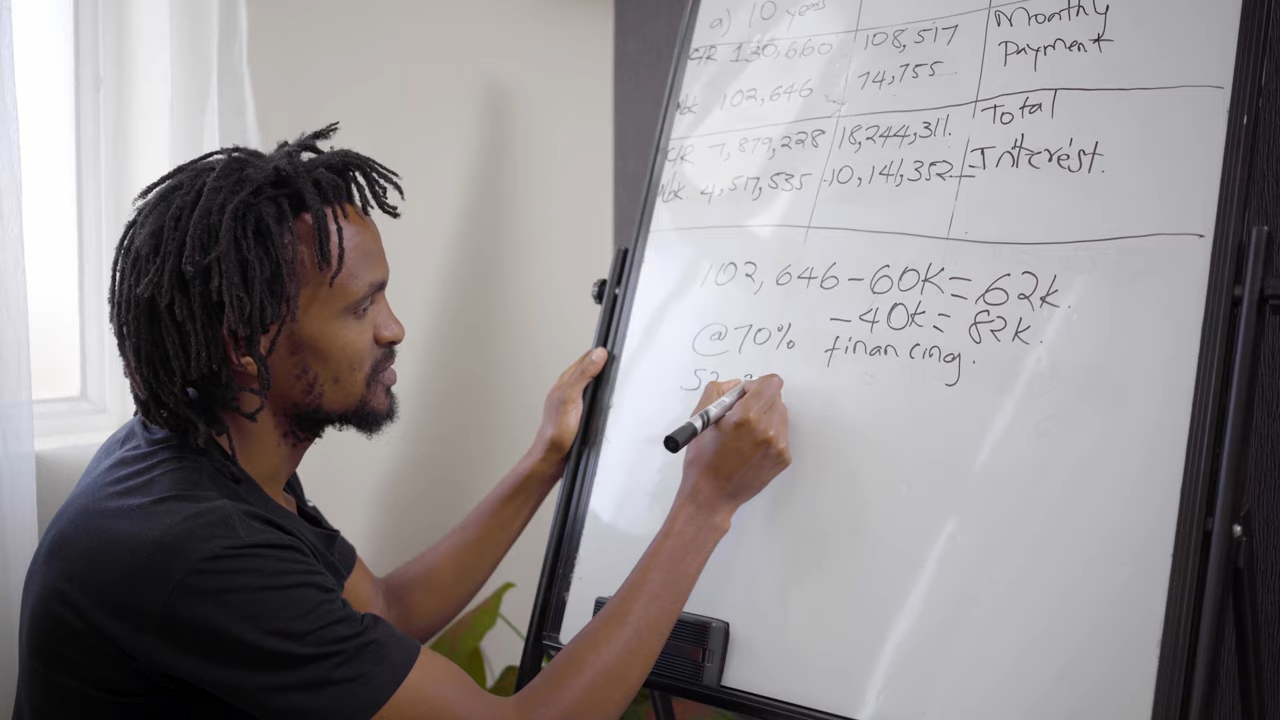 a) 10 years
130,660 108,517 Monthly Payment
102,646 74,755
7,879,228 18,244,311. Total Interest.
4,517,535 10,141,352
102,646-60K=62k.
-40k=82k.
@70% financing.